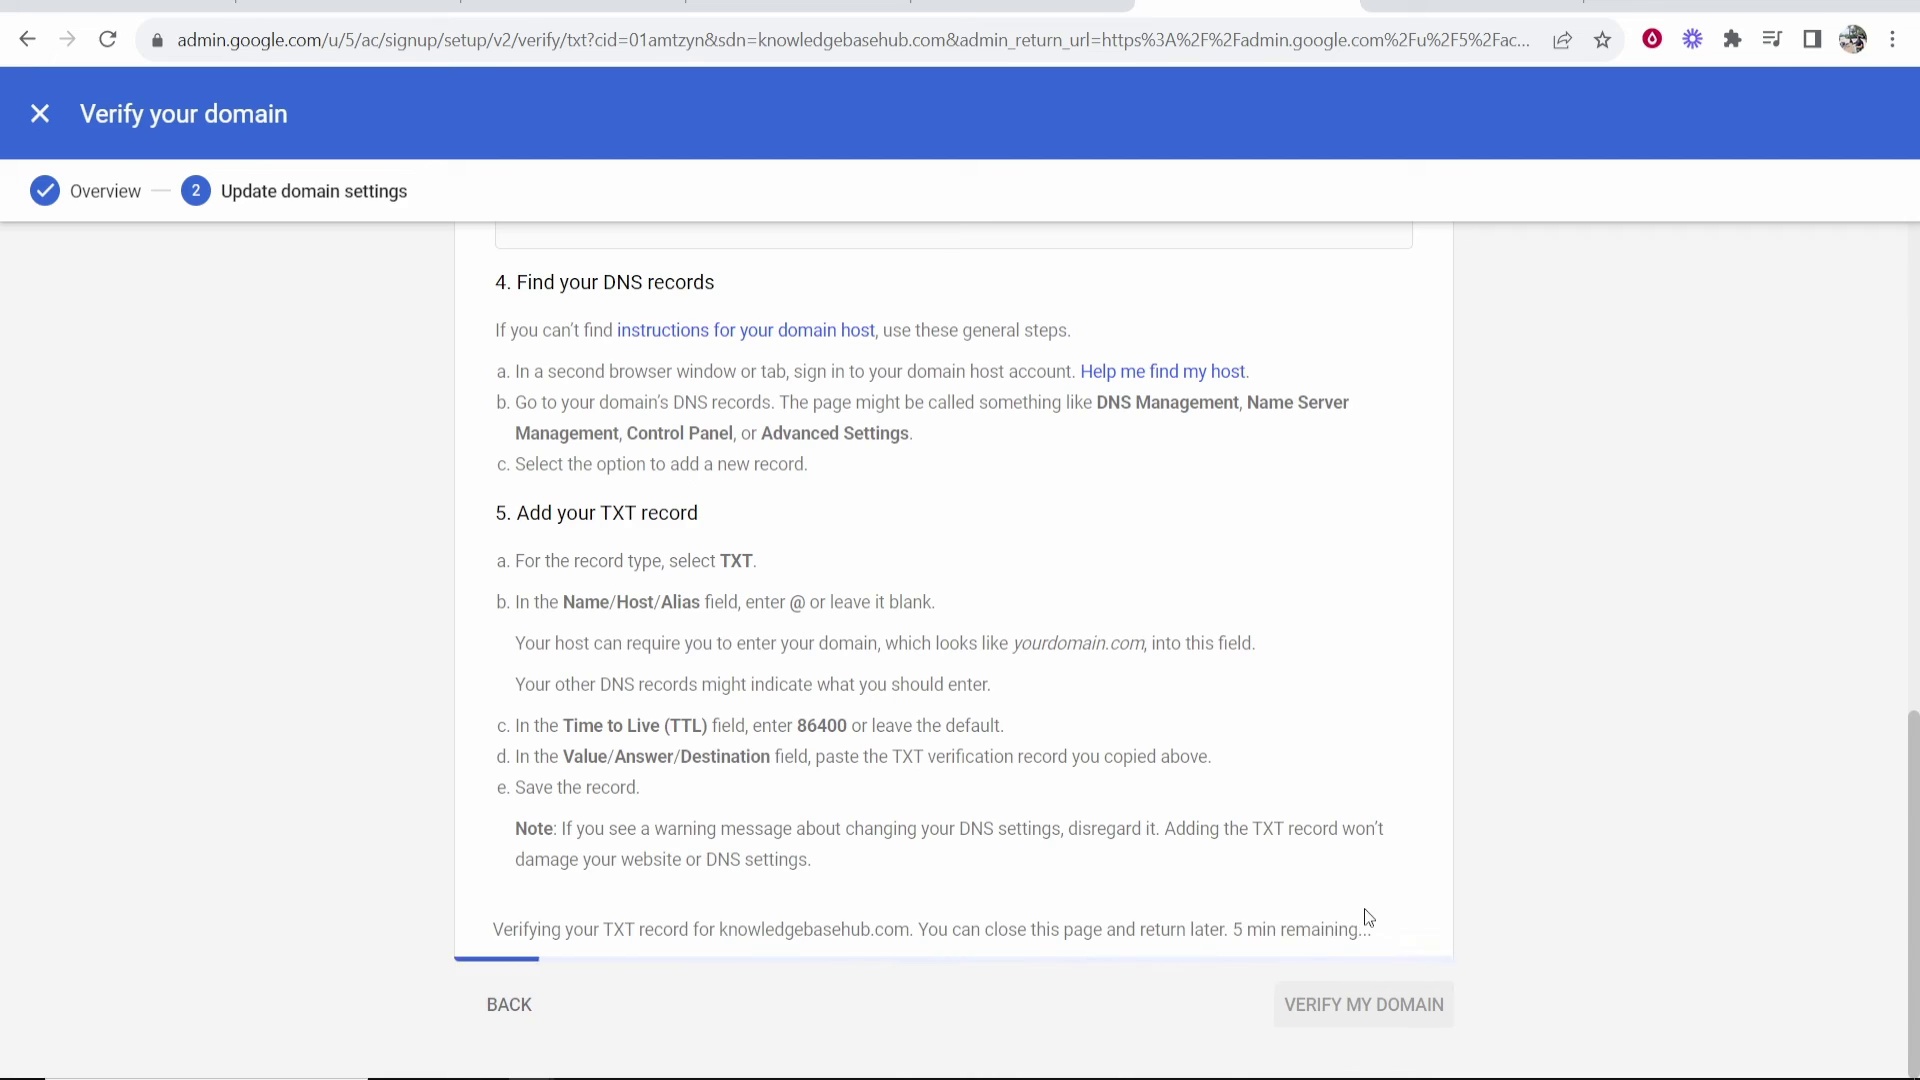 admin.google.com/u/5/ac/signup/setup/v2/verify/txt?cid=01amtzyn&sdn=knowledgebasehub.com&admin_return_url=https%3A%2F%2Fadmin.google.com%2Fu%2F5%2Fac...
Verify your domain
Overview
2 Update domain settings
4. Find your DNS records
If you can't find instructions for your domain host, use these general steps.
a. In a second browser window or tab, sign in to your domain host account. Help me find my host.
b. Go to your domain's DNS records. The page might be called something like DNS Management, Name Server
Management, Control Panel, or Advanced Settings.
c. Select the option to add a new record.
5. Add your TXT record
a. For the record type, select TXT.
b. In the Name/Host/Alias field, enter @ or leave it blank.
Your host can require you to enter your domain, which looks like yourdomain.com, into this field.
Your other DNS records might indicate what you should enter.
c. In the Time to Live (TTL) field, enter 86400 or leave the default.
d. In the Value/Answer/Destination field, paste the TXT verification record you copied above.
e. Save the record.
Note: If you see a warning message about changing your DNS settings, disregard it. Adding the TXT record won't
damage your website or DNS settings.
Verifying your TXT record for knowledgebasehub.com. You can close this page and return later. 5 min remaining...
BACK
VERIFY MY DOMAIN